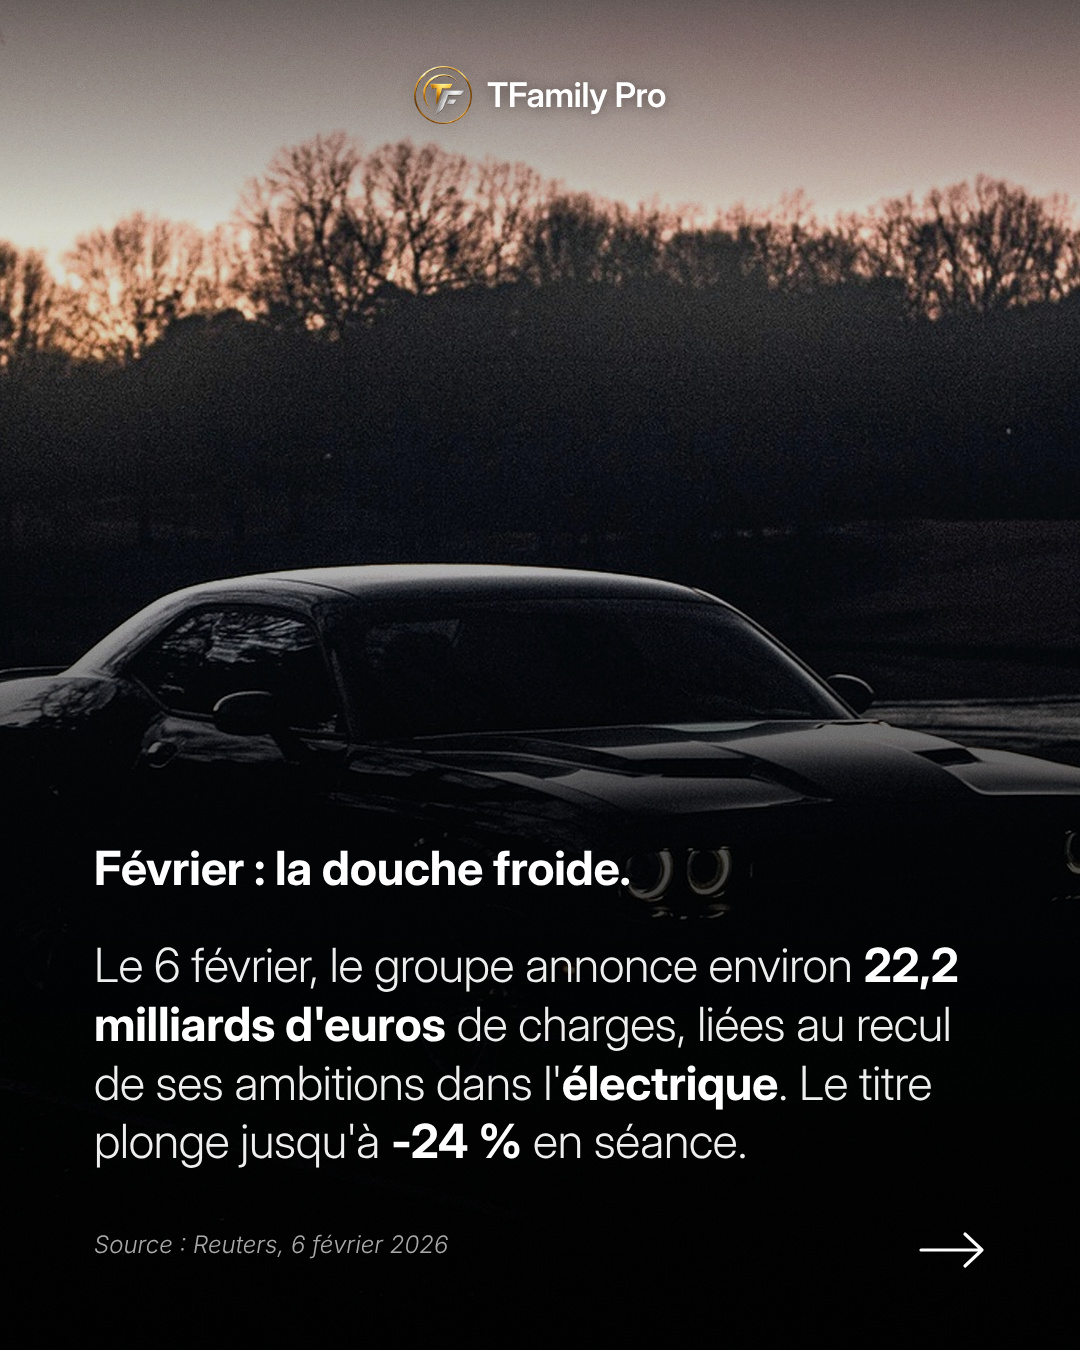 TFamily Pro
Février : la douche froide.
Le 6 février, le groupe annonce environ 22,2
milliards d'euros de charges, liées au recul
de ses ambitions dans l'électrique. Le titre
plonge jusqu'à -24 % en séance.
Source : Reuters, 6 février 2026